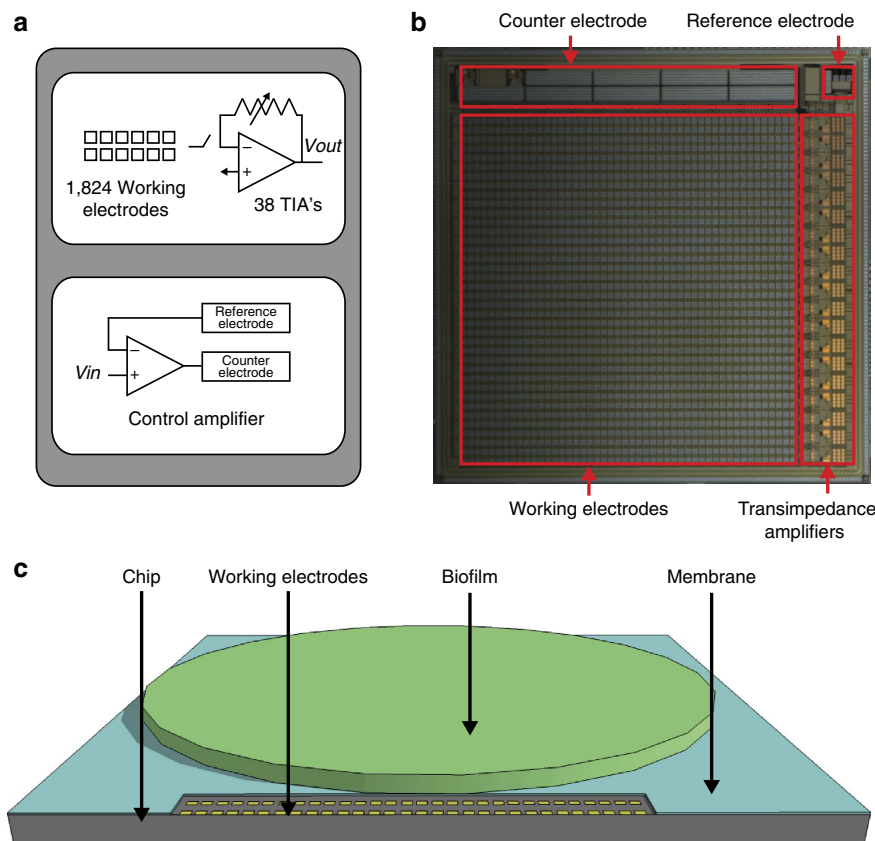 a
1,824 Working
electrodes
−
+
Vout
38 TIA's
Reference
electrode
Counter
electrode
−
+
Vin
Control amplifier
b
Counter electrode
Reference electrode
Working electrodes
Transimpedance
amplifiers
c
Chip
Working electrodes
Biofilm
Membrane